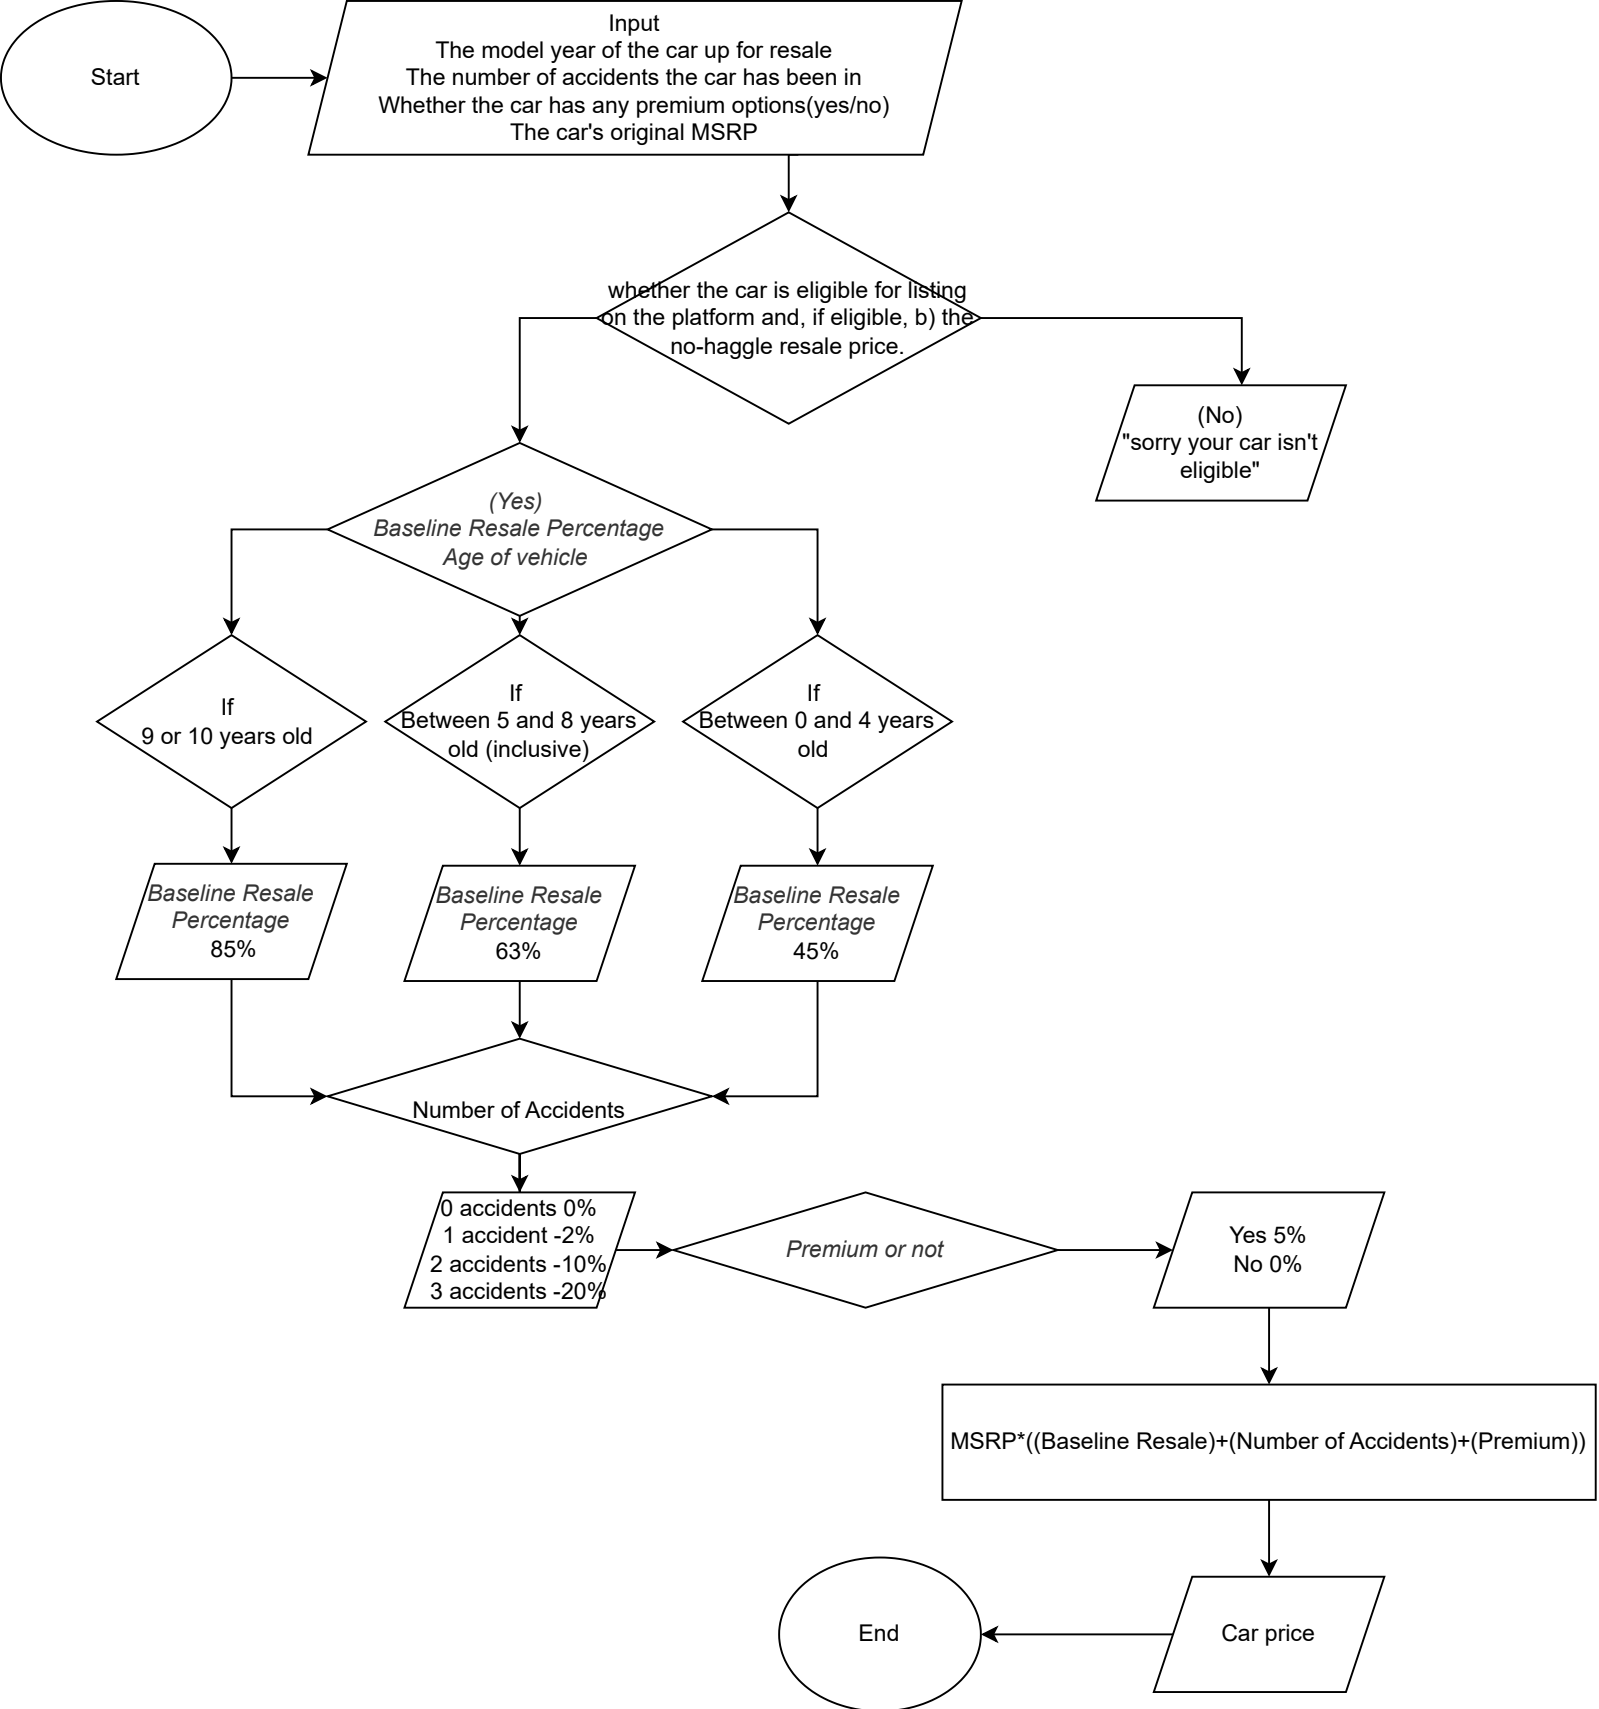 Start
Input
The model year of the car up for resale
The number of accidents the car has been in
Whether the car has any premium options(yes/no)
The car's original MSRP
whether the car is eligible for listing
on the platform and, if eligible, b) the
no-haggle resale price.
(No)
"sorry your car isn't
eligible"
(Yes)
Baseline Resale Percentage
Age of vehicle
If
9 or 10 years old
If
Between 5 and 8 years
old (inclusive)
If
Between 0 and 4 years
old
Baseline Resale
Percentage
85%
Baseline Resale
Percentage
63%
Baseline Resale
Percentage
45%
Number of Accidents
0 accidents 0%
1 accident -2%
2 accidents -10%
3 accidents -20%
Premium or not
Yes 5%
No 0%
MSRP*((Baseline Resale)+(Number of Accidents)+(Premium))
Car price
End